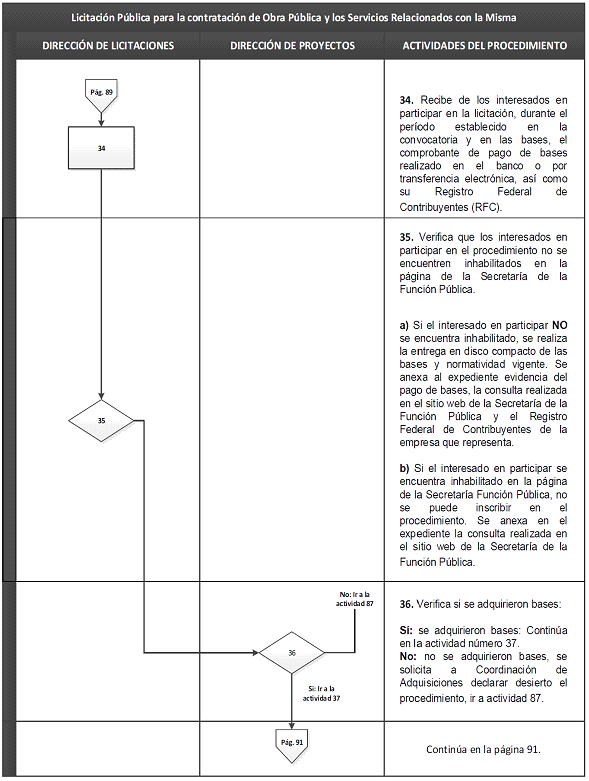 Licitación Pública para la contratación de Obra Pública y los Servicios Relacionados con la Misma
DIRECCIÓN DE LICITACIONES
DIRECCIÓN DE PROYECTOS
ACTIVIDADES DEL PROCEDIMIENTO
Pág. 89
34
34. Recibe de los interesados en
participar en la licitación, durante el
período establecido en la
convocatoria y en las bases, el
comprobante de pago de bases
realizado en el banco o por
transferencia electrónica, así como
su Registro Federal de
Contribuyentes (RFC).
35
35. Verifica que los interesados en
participar en el procedimiento no se
encuentren inhabilitados en la
página de la Secretaría de la
Función Pública.
a) Si el interesado en participar NO
se encuentra inhabilitado, se realiza
la entrega en disco compacto de las
bases y normatividad vigente. Se
anexa al expediente evidencia del
pago de bases, la consulta realizada
en el sitio web de la Secretaría de la
Función Pública y el Registro
Federal de Contribuyentes de la
empresa que representa.
b) Si el interesado en participar se
encuentra inhabilitado en la página
de la Secretaría Función Pública, no
se puede inscribir en el
procedimiento. Se anexa en el
expediente la consulta realizada en
el sitio web de la Secretaría de la
Función Pública.
No: Ir a la
actividad 87
36
Si: Ir a la
actividad 37
36. Verifica si se adquirieron bases:
Sí: se adquirieron bases: Continúa
en la actividad número 37.
No: no se adquirieron bases, se
solicita a Coordinación de
Adquisiciones declarar desierto el
procedimiento, ir a actividad 87.
Pág. 91
Continúa en la página 91.